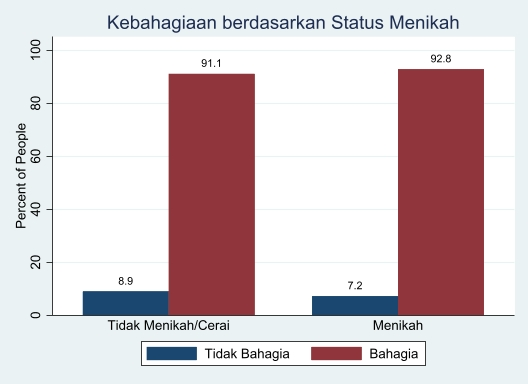 Kebahagiaan berdasarkan Status Menikah
Percent of People
100
80
60
40
20
0
8.9
91.1
7.2
92.8
Tidak Menikah/Cerai
Menikah
Tidak Bahagia
Bahagia